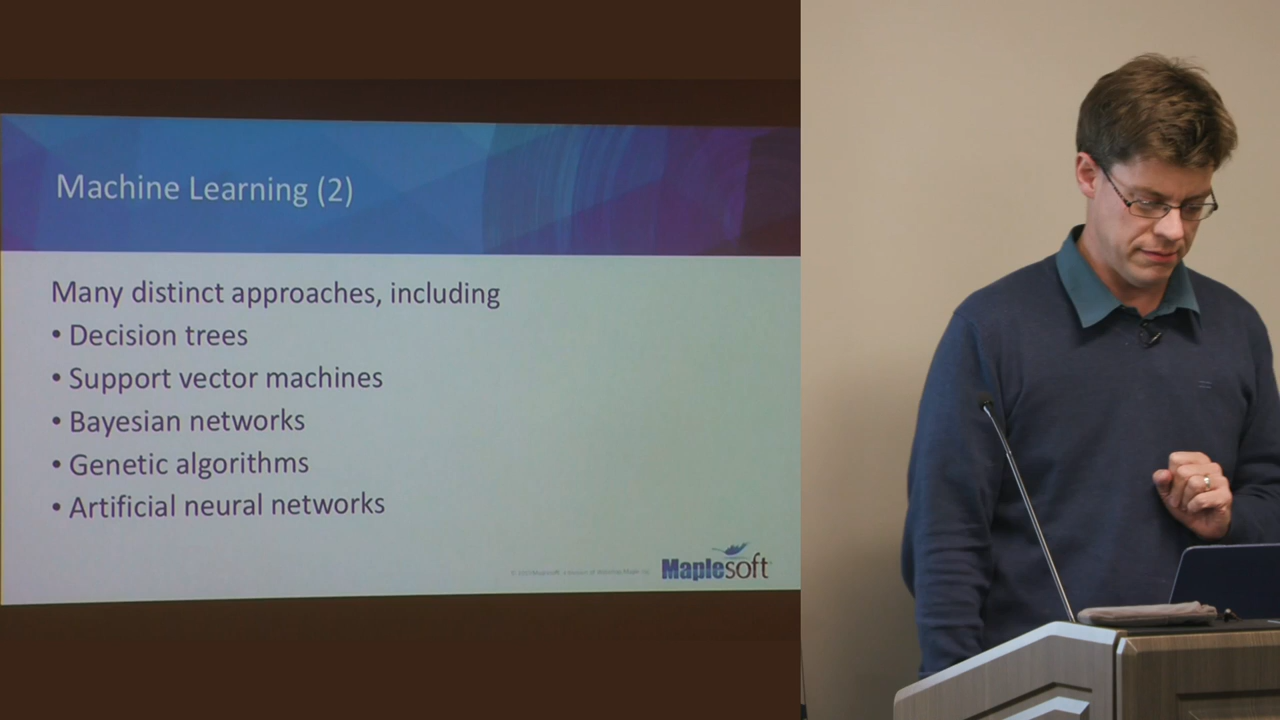 Machine Learning (2)
Many distinct approaches, including
• Decision trees
• Support vector machines
• Bayesian networks
• Genetic algorithms
• Artificial neural networks
Maplesoft